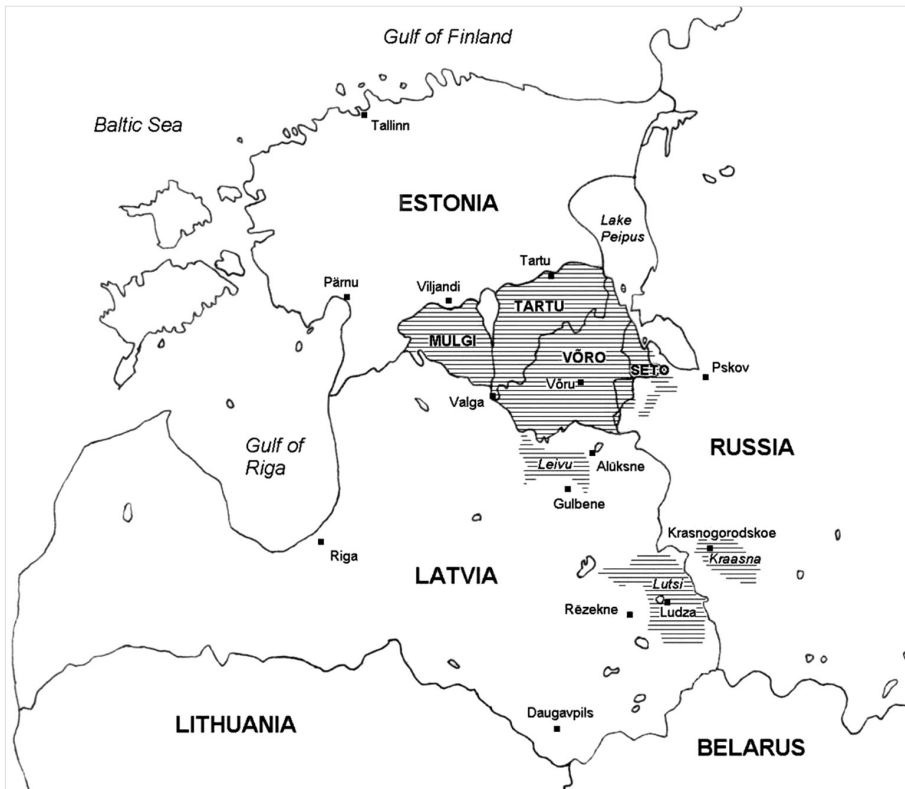 Gulf of Finland
Baltic Sea
Tallinn
ESTONIA
Lake
Peipus
Tartu
Pärnu
Viljandi
TARTU
MULGI
VÕRO
SETO
Võru
Pskov
Valga
Gulf of
Riga
RUSSIA
Leivu
Alūksne
Gulbene
Krasnogorodskoe
Riga
Kraasna
LATVIA
Lutsi
Rēzekne
Ludza
Daugavpils
LITHUANIA
BELARUS